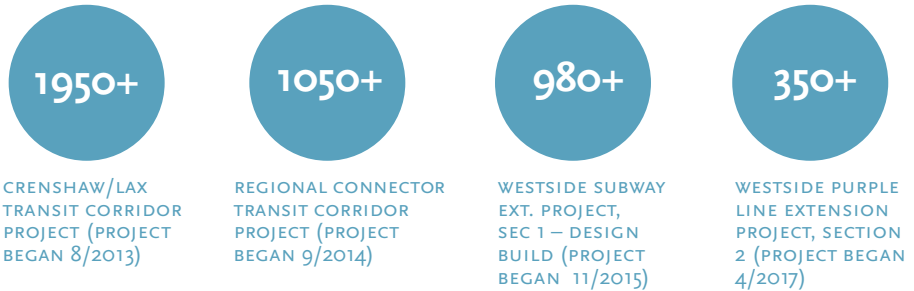 1950+
CRENSHAW/LAX
TRANSIT CORRIDOR
PROJECT (PROJECT
BEGAN 8/2013)
1050+
REGIONAL CONNECTOR
TRANSIT CORRIDOR
PROJECT (PROJECT
BEGAN 9/2014)
980+
WESTSIDE SUBWAY
EXT. PROJECT,
SEC 1 – DESIGN
BUILD (PROJECT
BEGAN 11/2015)
350+
WESTSIDE PURPLE
LINE EXTENSION
PROJECT, SECTION
2 (PROJECT BEGAN
4/2017)